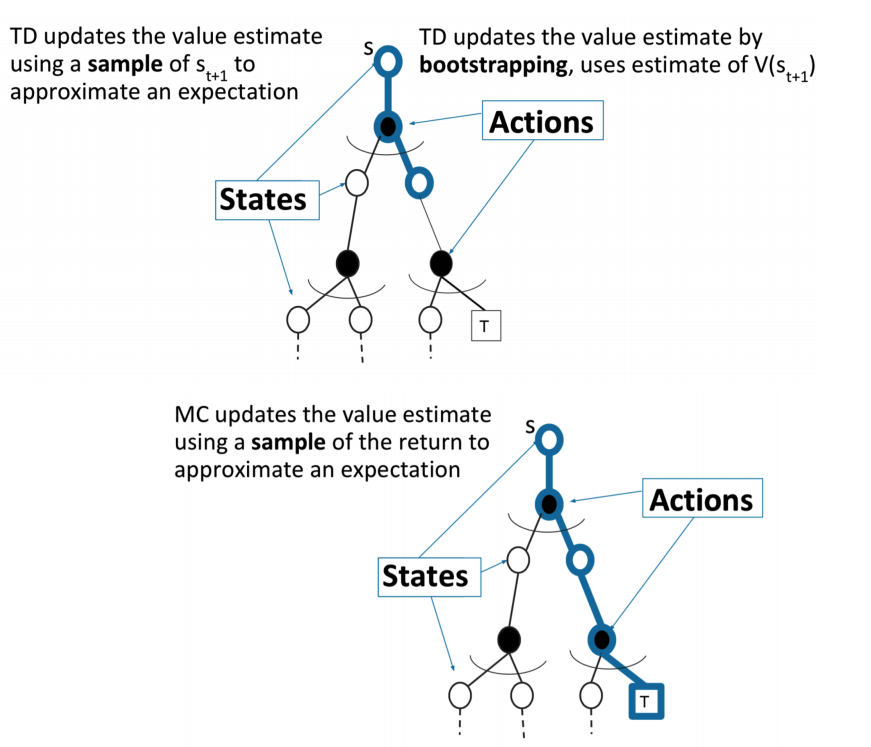 TD updates the value estimate
using a sample of s_{t+1} to
approximate an expectation
S
TD updates the value estimate by
bootstrapping, uses estimate of V(s_{t+1})
Actions
States
T
MC updates the value estimate
using a sample of the return to
approximate an expectation
S
Actions
States
T